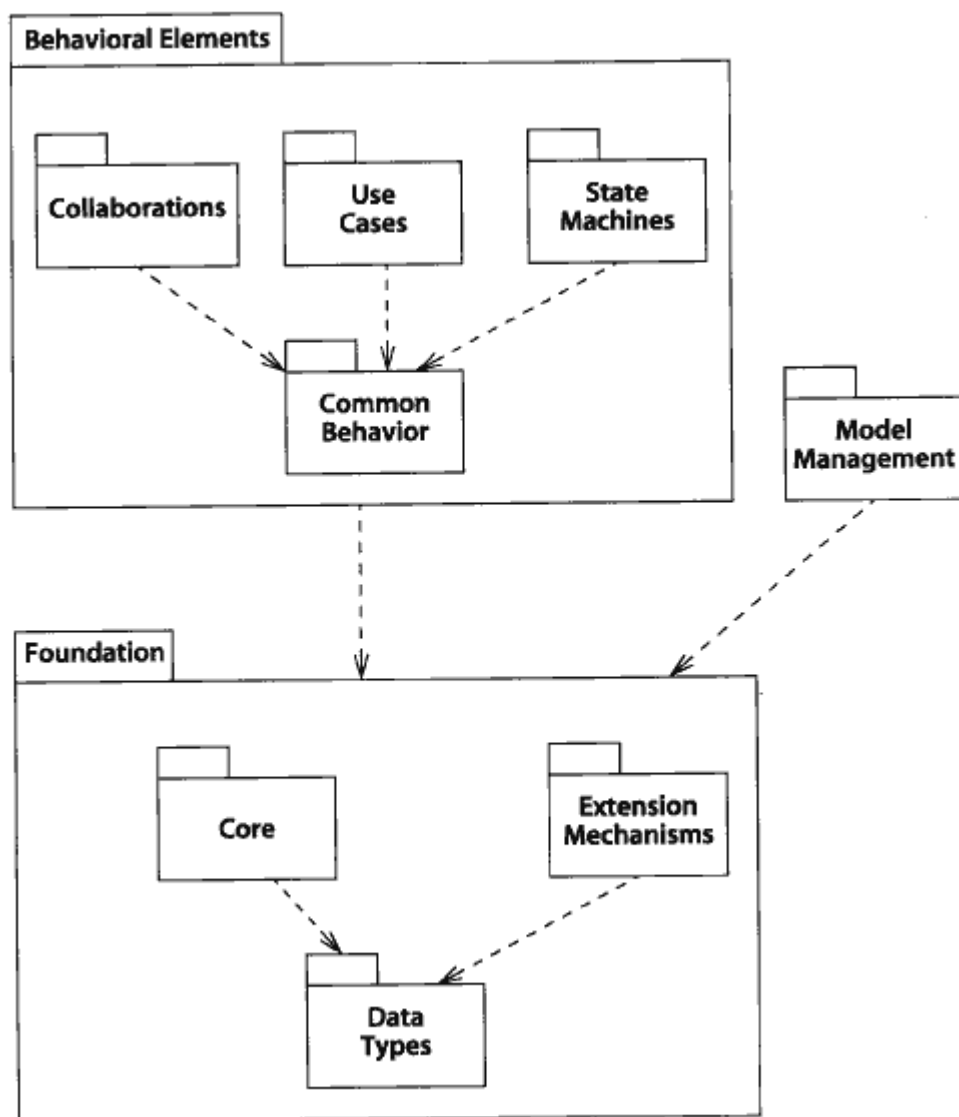 Behavioral Elements
Collaborations
Use
Cases
State
Machines
Common
Behavior
Model
Management
Foundation
Core
Extension
Mechanisms
Data
Types